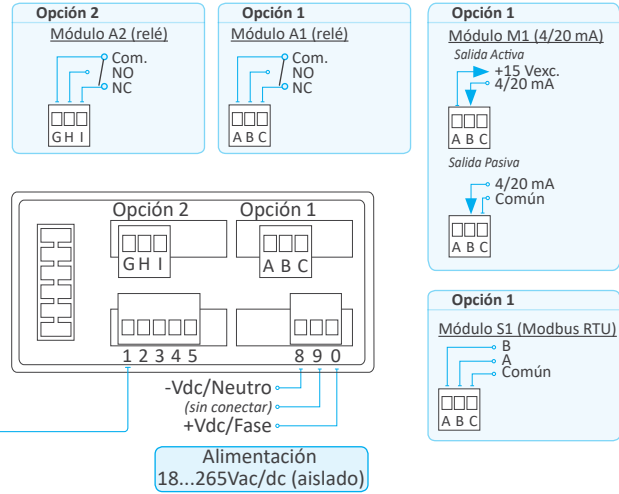 Opción 2
Módulo A2 (relé)
Com.
NO
NC
G H I
Opción 1
Módulo A1 (relé)
Com.
NO
NC
A B C
Opción 1
Módulo M1 (4/20 mA)
Salida Activa
+15 Vexc.
4/20 mA
A B C
Salida Pasiva
4/20 mA
Común
A B C
Opción 2 Opción 1
G H I A B C
1 2 3 4 5 8 9 0
-Vdc/Neutro
(sin conectar)
+Vdc/Fase
Alimentación
18...265Vac/dc (aislado)
Opción 1
Módulo S1 (Modbus RTU)
B
A
Común
A B C